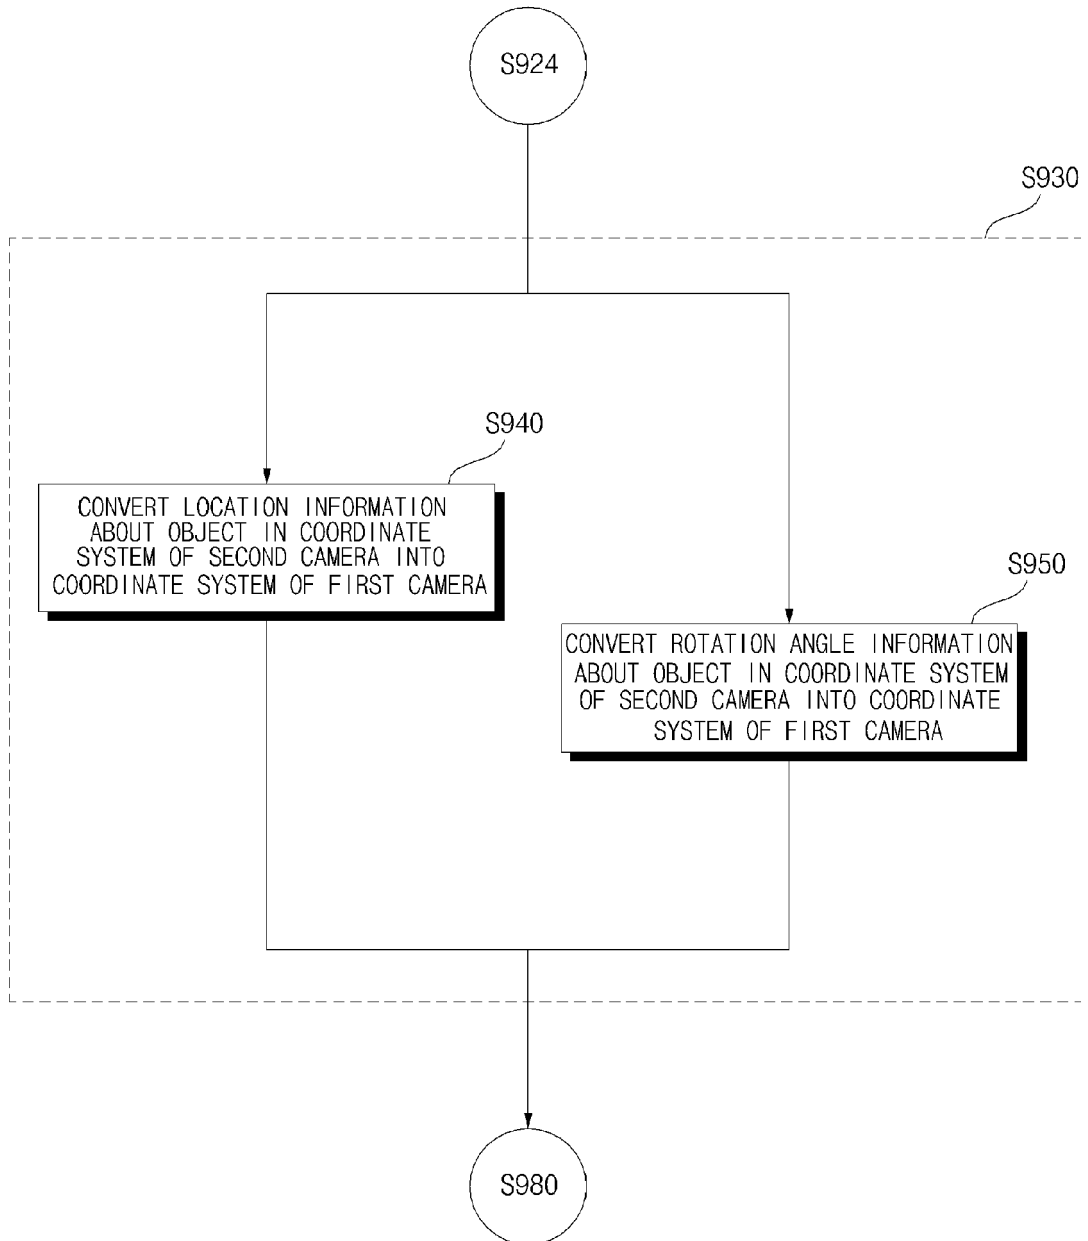 S924
S930
S940
CONVERT LOCATION INFORMATION
ABOUT OBJECT IN COORDINATE
SYSTEM OF SECOND CAMERA INTO
COORDINATE SYSTEM OF FIRST CAMERA
S950
CONVERT ROTATION ANGLE INFORMATION
ABOUT OBJECT IN COORDINATE SYSTEM
OF SECOND CAMERA INTO COORDINATE
SYSTEM OF FIRST CAMERA
S980